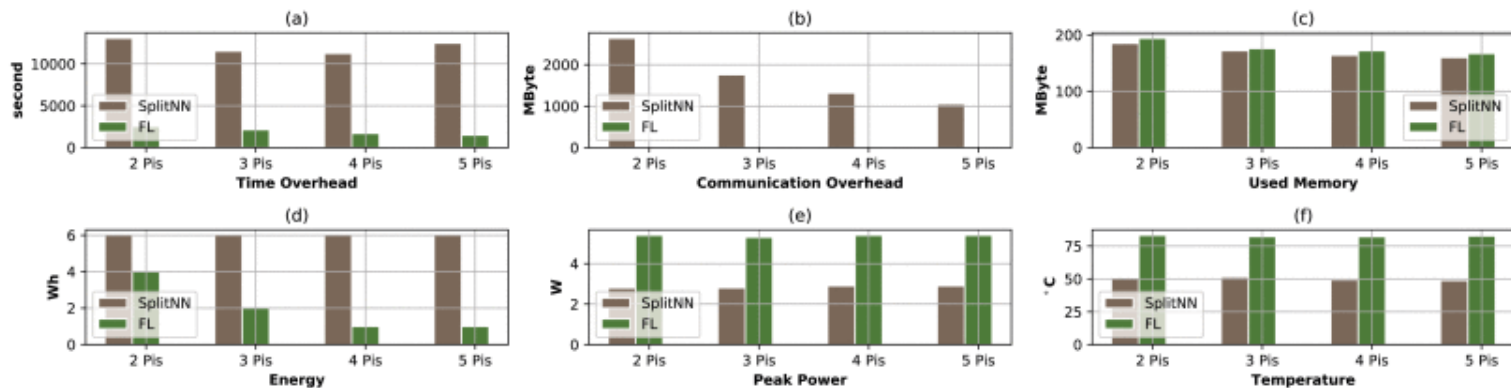 (a)
second
10000
5000
0
SplitNN
FL
2 Pis 3 Pis 4 Pis 5 Pis
Time Overhead
(b)
MByte
2000
1000
0
SplitNN
FL
2 Pis 3 Pis 4 Pis 5 Pis
Communication Overhead
(c)
MByte
200
100
0
SplitNN
FL
2 Pis 3 Pis 4 Pis 5 Pis
Used Memory
(d)
Wh
6
4
2
0
SplitNN
FL
2 Pis 3 Pis 4 Pis 5 Pis
Energy
(e)
W
4
2
0
SplitNN
FL
2 Pis 3 Pis 4 Pis 5 Pis
Peak Power
(f)
°C
75
50
25
0
SplitNN
FL
2 Pis 3 Pis 4 Pis 5 Pis
Temperature